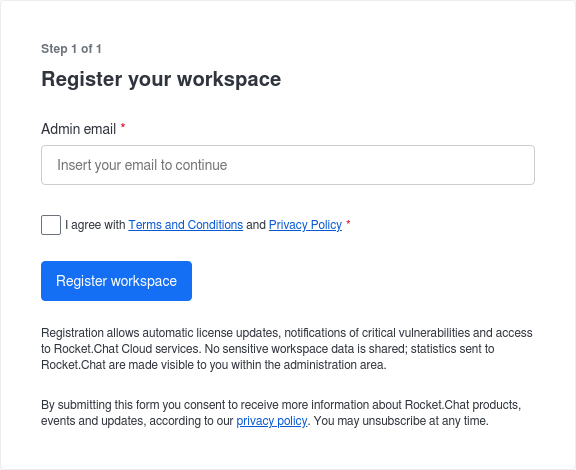 Step 1 of 1
Register your workspace
Admin email *
Insert your email to continue
I agree with Terms and Conditions and Privacy Policy *
Register workspace
Registration allows automatic license updates, notifications of critical vulnerabilities and access
to Rocket.Chat Cloud services. No sensitive workspace data is shared; statistics sent to
Rocket.Chat are made visible to you within the administration area.
By submitting this form you consent to receive more information about Rocket.Chat products,
events and updates, according to our privacy policy. You may unsubscribe at any time.